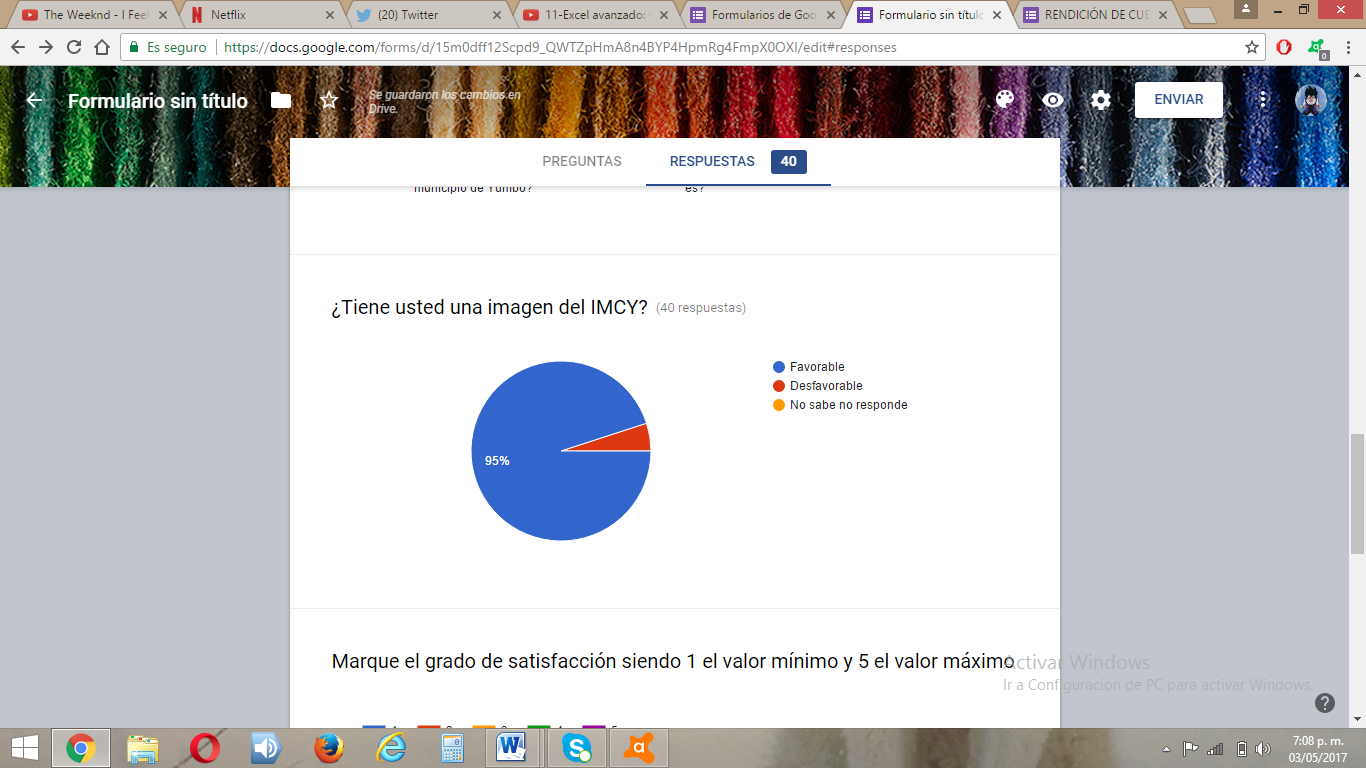 The Weeknd - I Feel
Netflix
(20) Twitter
11-Excel avanzado:
Formularios de Goo
Formulario sin título
RENDICIÓN DE CUE
Es seguro
https://docs.google.com/forms/d/15m0dff12Scpd9_QWTZpHmA8n4BYP4HpmRg4FmpX0OXI/edit#responses
Formulario sin título
Se guardaron los cambios en
Drive.
ENVIAR
PREGUNTAS
RESPUESTAS 40
municipio de Yumbo?
es?
¿Tiene usted una imagen del IMCY? (40 respuestas)
Favorable
Desfavorable
No sabe no responde
95%
Marque el grado de satisfacción siendo 1 el valor mínimo y 5 el valor máximo
Activar Windows
Ir a Configuración de PC para activar Windows.
7:08 p. m.
03/05/2017